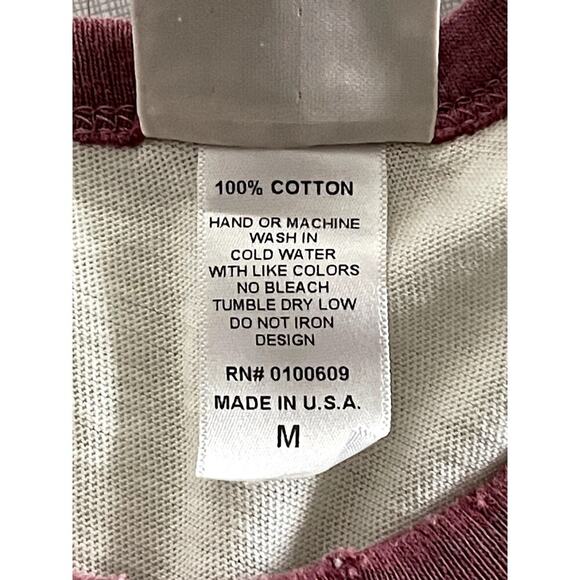 100% COTTON
HAND OR MACHINE
WASH IN
COLD WATER
WITH LIKE COLORS
NO BLEACH
TUMBLE DRY LOW
DO NOT IRON
DESIGN
RN# 0100609
MADE IN U.S.A.
M